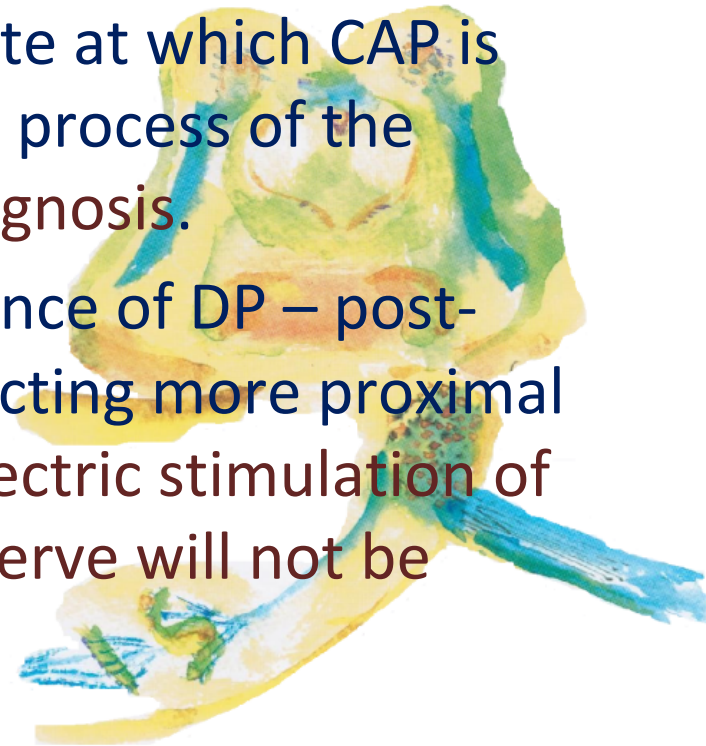 te at which CAP is
process of the
gnosis.
nce of DP – post-
cting more proximal
ectric stimulation of
erve will not be